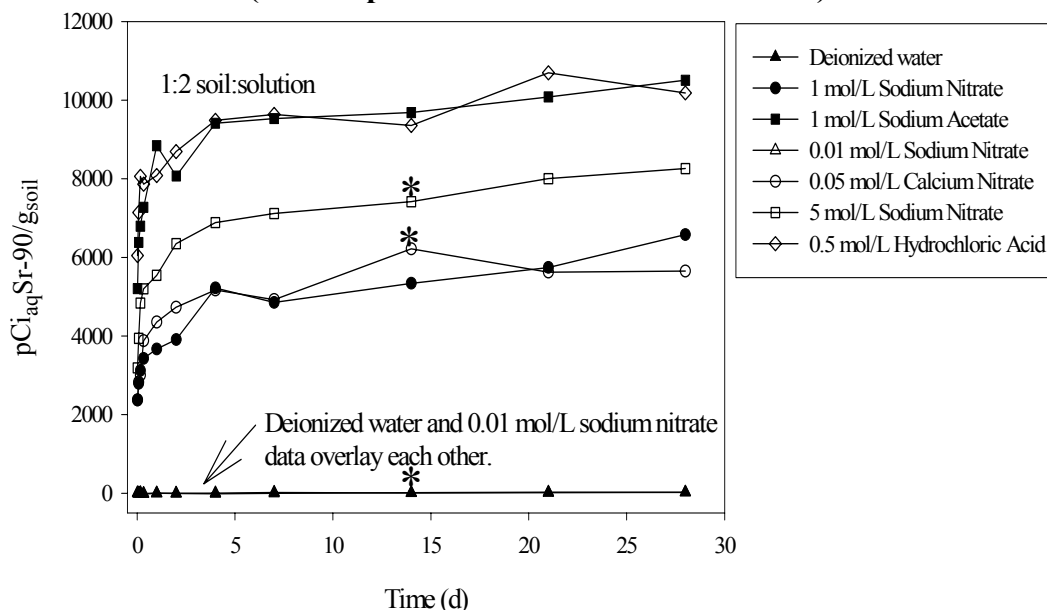 12000
10000
8000
6000
4000
2000
0
pCi_aqSr-90/g_soil
1:2 soil:solution
*
*
Deionized water and 0.01 mol/L sodium nitrate
data overlay each other.
*
0 5 10 15 20 25 30
Time (d)
Deionized water
1 mol/L Sodium Nitrate
1 mol/L Sodium Acetate
0.01 mol/L Sodium Nitrate
0.05 mol/L Calcium Nitrate
5 mol/L Sodium Nitrate
0.5 mol/L Hydrochloric Acid